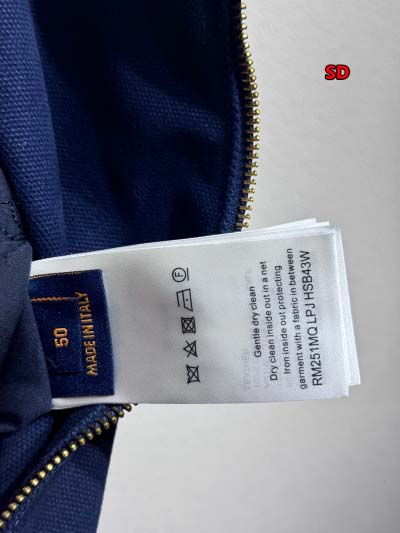 SD
50
MADE IN ITALY
Gentle dry clean
Dry clean inside out in a net
Iron inside out protecting
garment with a fabric in between
RM251MQ LPJ HSB43W